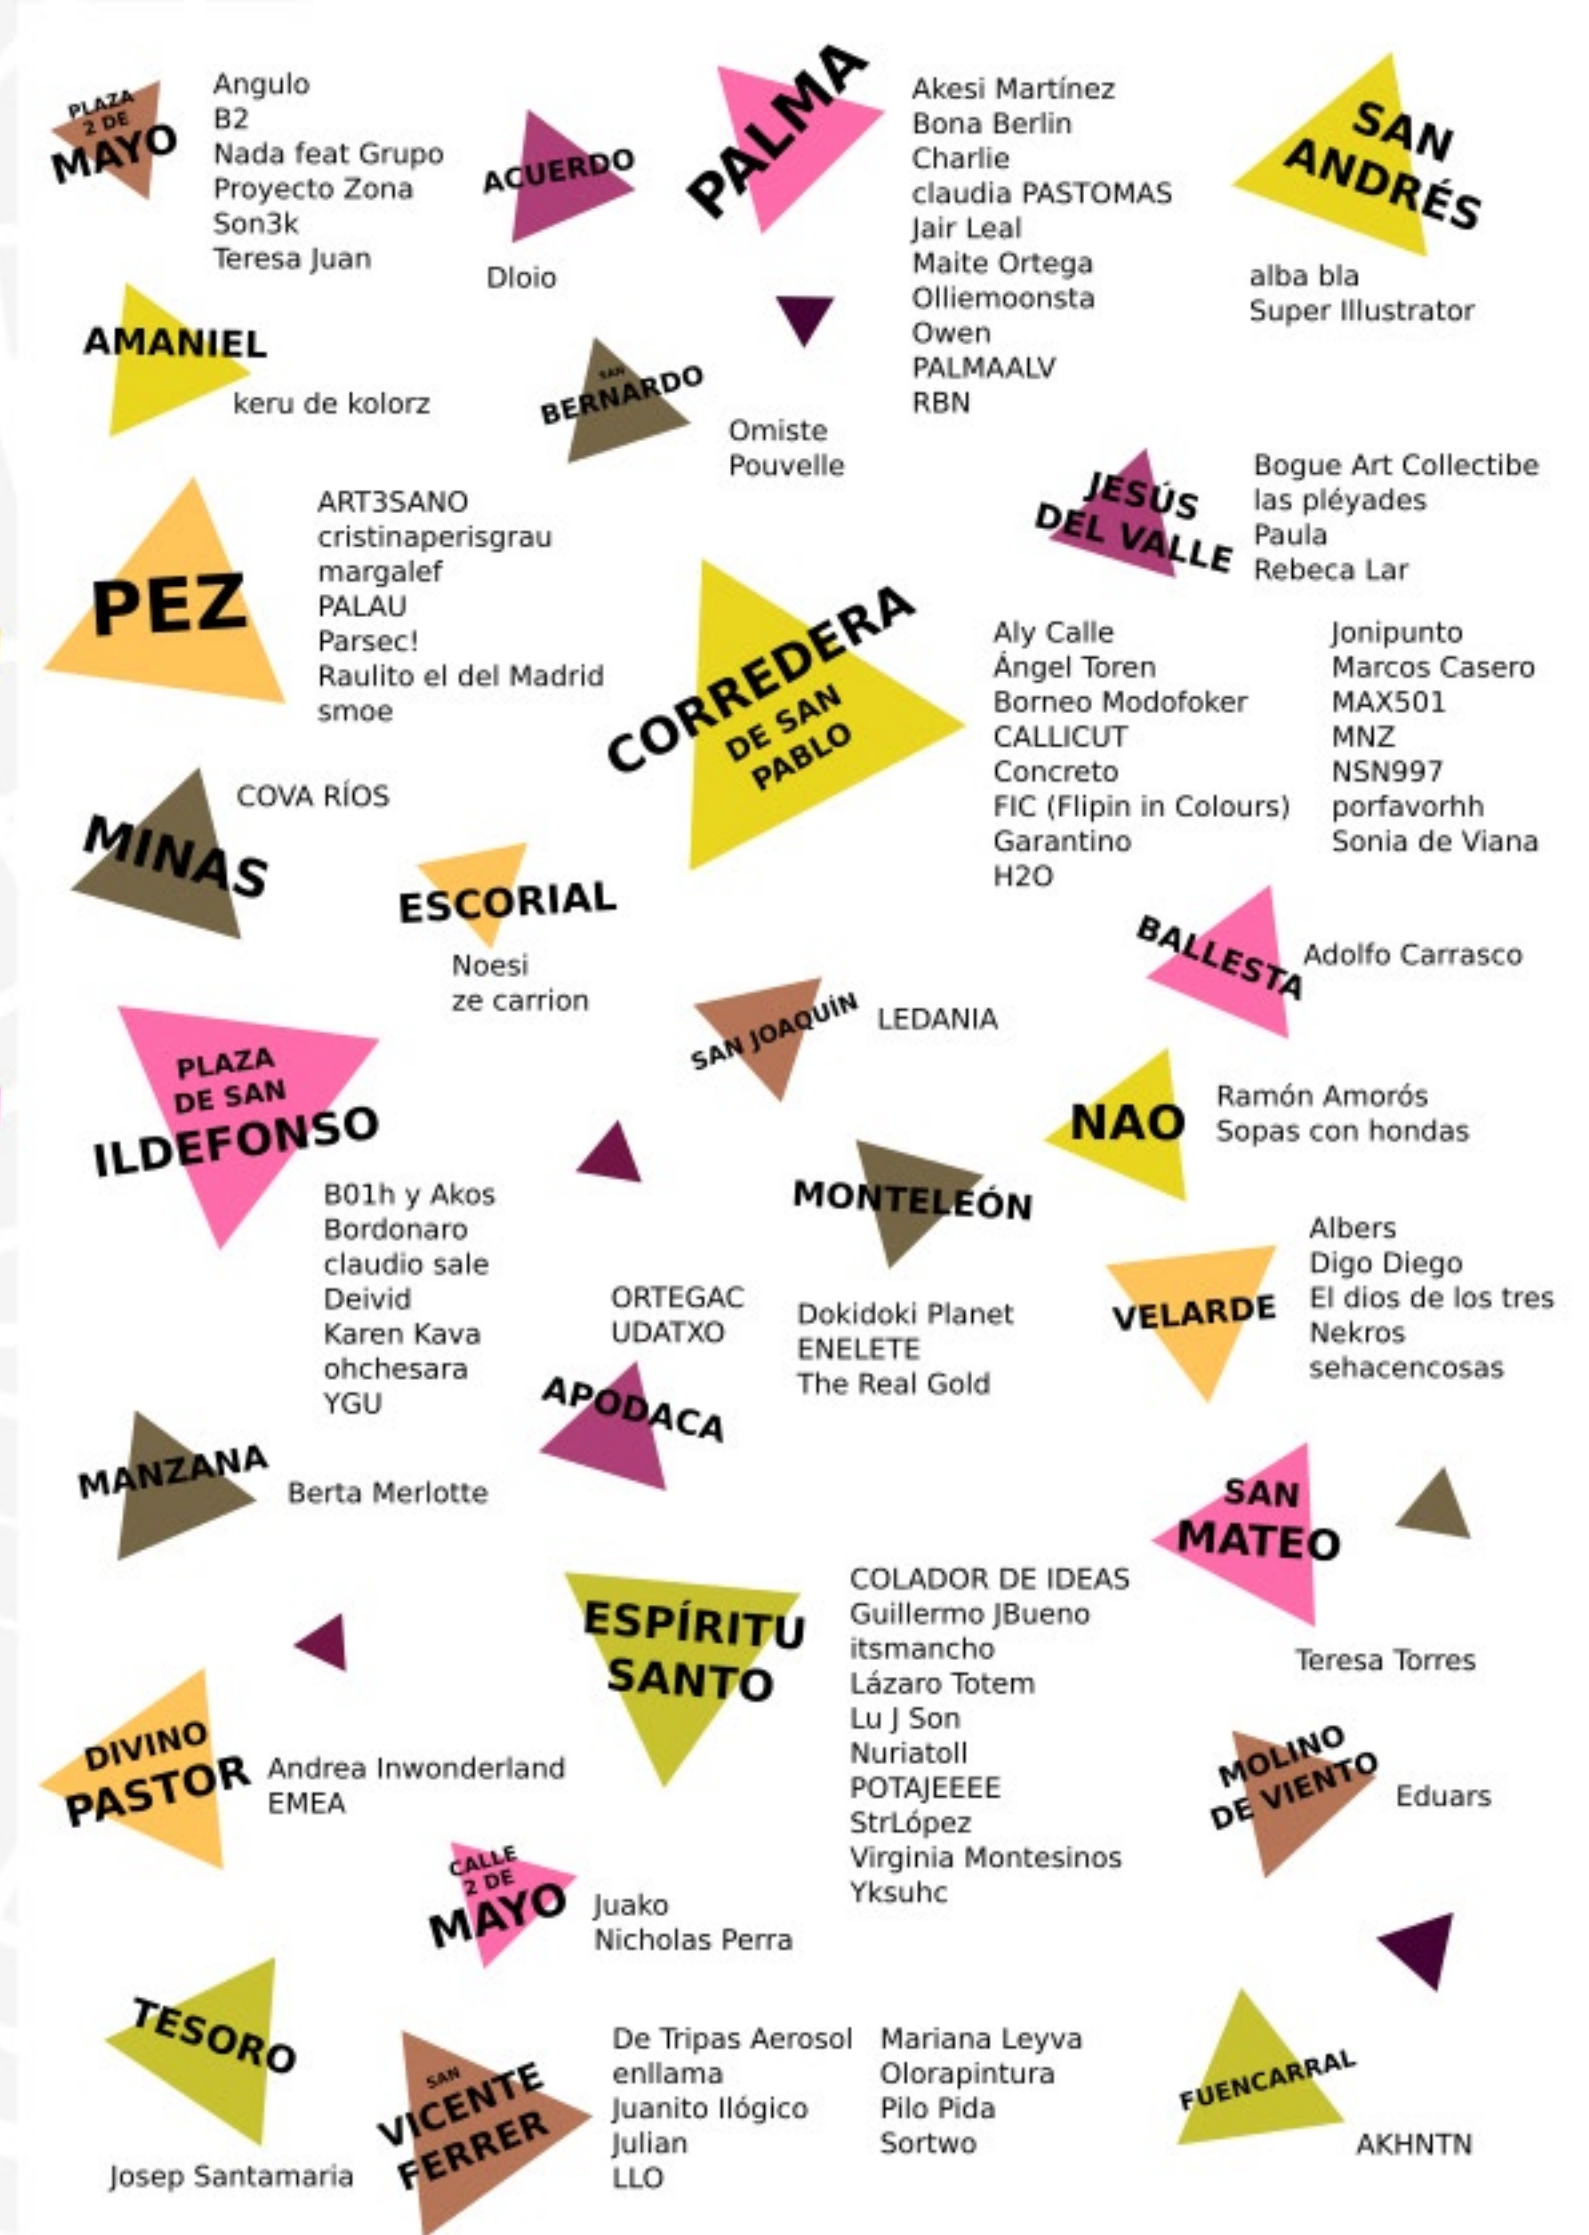 PLAZA
2 DE
MAYO
Angulo
B2
Nada feat Grupo
Proyecto Zona
Son3k
Teresa Juan
ACUERDO
Dloio
PALMA
Akesi Martínez
Bona Berlin
Charlie
claudia PASTOMAS
Jair Leal
Maite Ortega
Olliemoonsta
Owen
PALMAALV
RBN
SAN
ANDRÉS
alba bla
Super Illustrator
AMANIEL
keru de kolorz
SAN
BERNARDO
Omiste
Pouvelle
JESÚS
DEL VALLE
Bogue Art Collectibe
las pléyades
Paula
Rebeca Lar
PEZ
ART3SANO
cristinaperisgrau
margalef
PALAU
Parsec!
Raulito el del Madrid
smoe
CORREDERA
DE SAN
PABLO
Aly Calle
Ángel Toren
Borneo Modofoker
CALLICUT
Concreto
FIC (Flipin in Colours)
Garantino
H2O
Jonipunto
Marcos Casero
MAX501
MNZ
NSN997
porfavorhh
Sonia de Viana
MINAS
COVA RÍOS
ESCORIAL
Noesi
ze carrion
BALLESTA
Adolfo Carrasco
SAN JOAQUÍN
LEDANIA
PLAZA
DE SAN
ILDEFONSO
B01h y Akos
Bordonaro
claudio sale
Deivid
Karen Kava
ohchesara
YGU
NAO
Ramón Amorós
Sopas con hondas
MONTELEÓN
Dokidoki Planet
ENELETE
The Real Gold
VELARDE
Albers
Digo Diego
El dios de los tres
Nekros
sehacencosas
ORTEGAC
UDATXO
APODACA
MANZANA
Berta Merlotte
SAN
MATEO
Teresa Torres
ESPÍRITU
SANTO
COLADOR DE IDEAS
Guillermo JBueno
itsmancho
Lázaro Totem
Lu J Son
Nuriatoll
POTAJEEEE
StrLópez
Virginia Montesinos
Yksuhc
DIVINO
PASTOR
Andrea Inwonderland
EMEA
MOLINO
DE VIENTO
Eduars
CALLE
2 DE
MAYO
Juako
Nicholas Perra
TESORO
Josep Santamaria
SAN
VICENTE
FERRER
De Tripas Aerosol
enllama
Juanito Ilógico
Julian
LLO
Mariana Leyva
Olorapintura
Pilo Pida
Sortwo
FUENCARRAL
AKHNTN